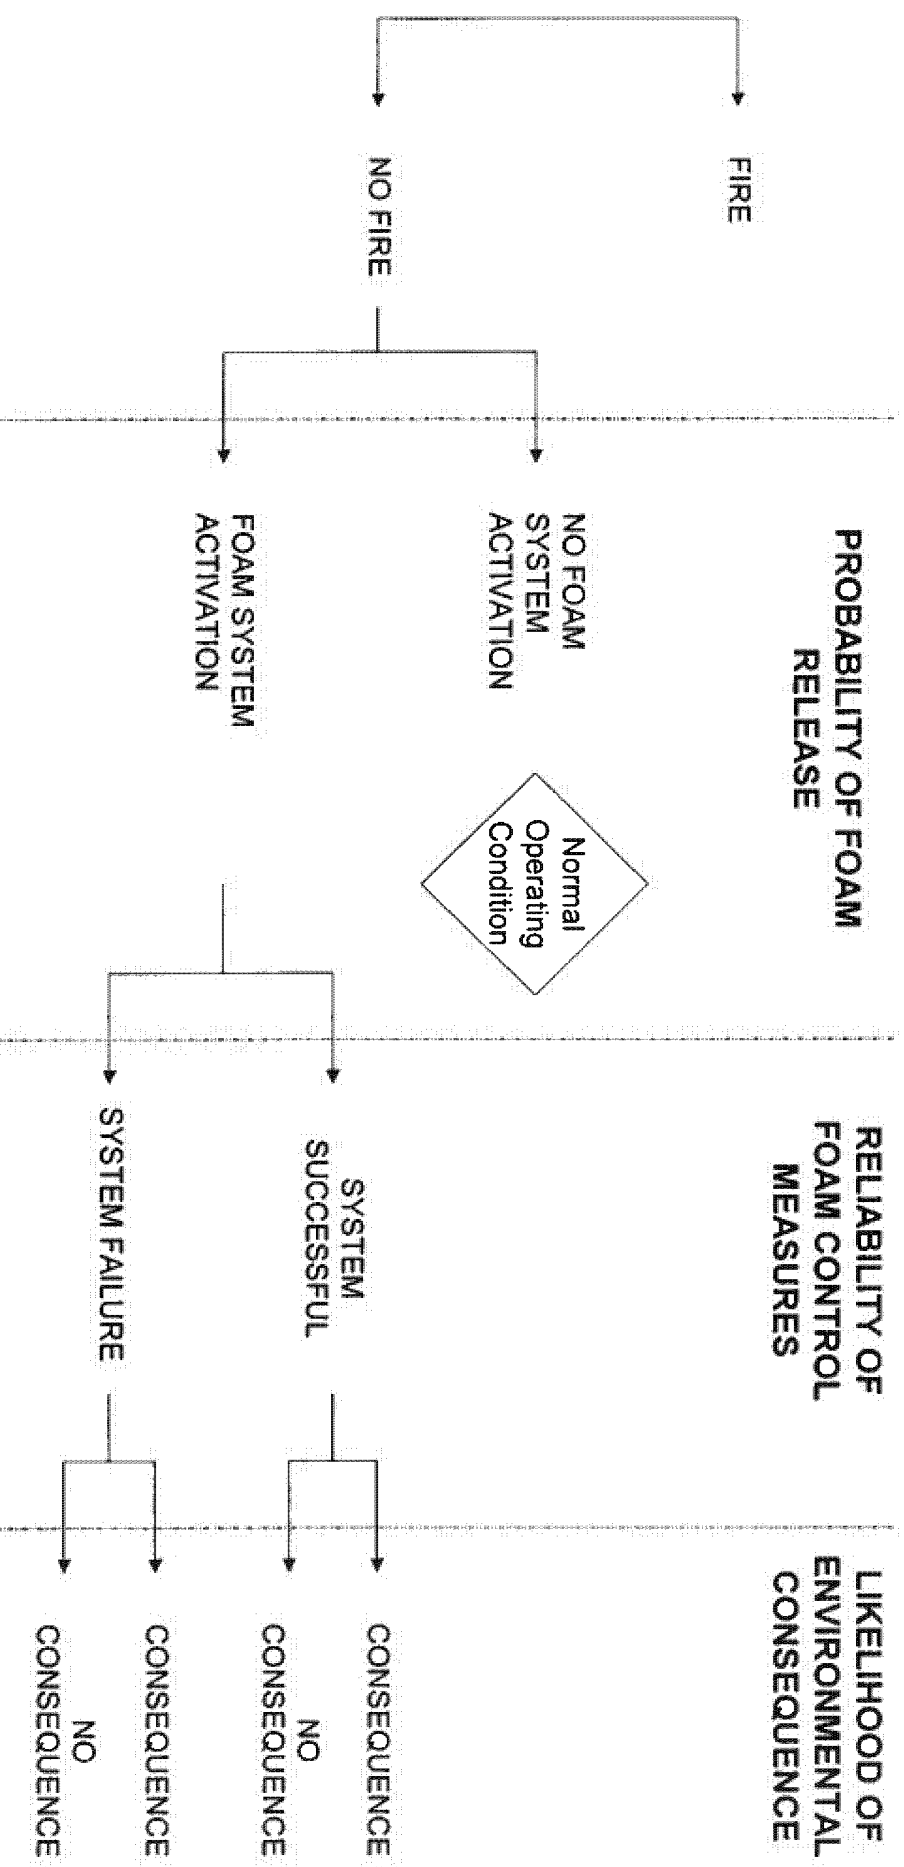 PROBABILITY OF FOAM
RELEASE
RELIABILITY OF
FOAM CONTROL
MEASURES
LIKELIHOOD OF
ENVIRONMENTAL
CONSEQUENCE
FIRE
NO FIRE
NO FOAM
SYSTEM
ACTIVATION
Normal
Operating
Condition
FOAM SYSTEM
ACTIVATION
SYSTEM
SUCCESSFUL
SYSTEM FAILURE
CONSEQUENCE
NO
CONSEQUENCE
CONSEQUENCE
NO
CONSEQUENCE